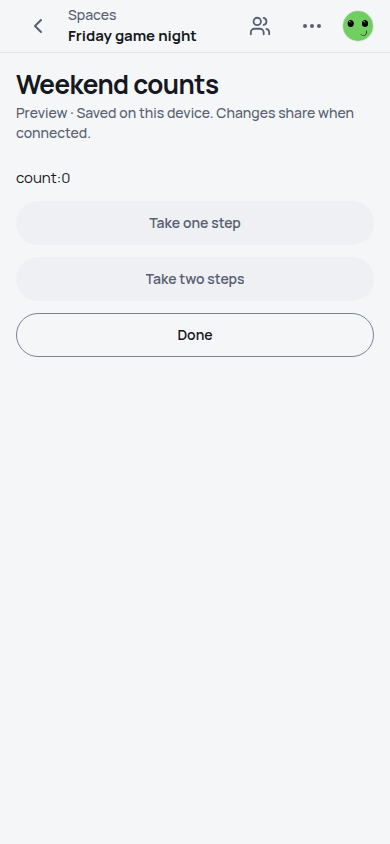 Spaces
Friday game night
Weekend counts
Preview · Saved on this device. Changes share when
connected.
count:0
Take one step
Take two steps
Done